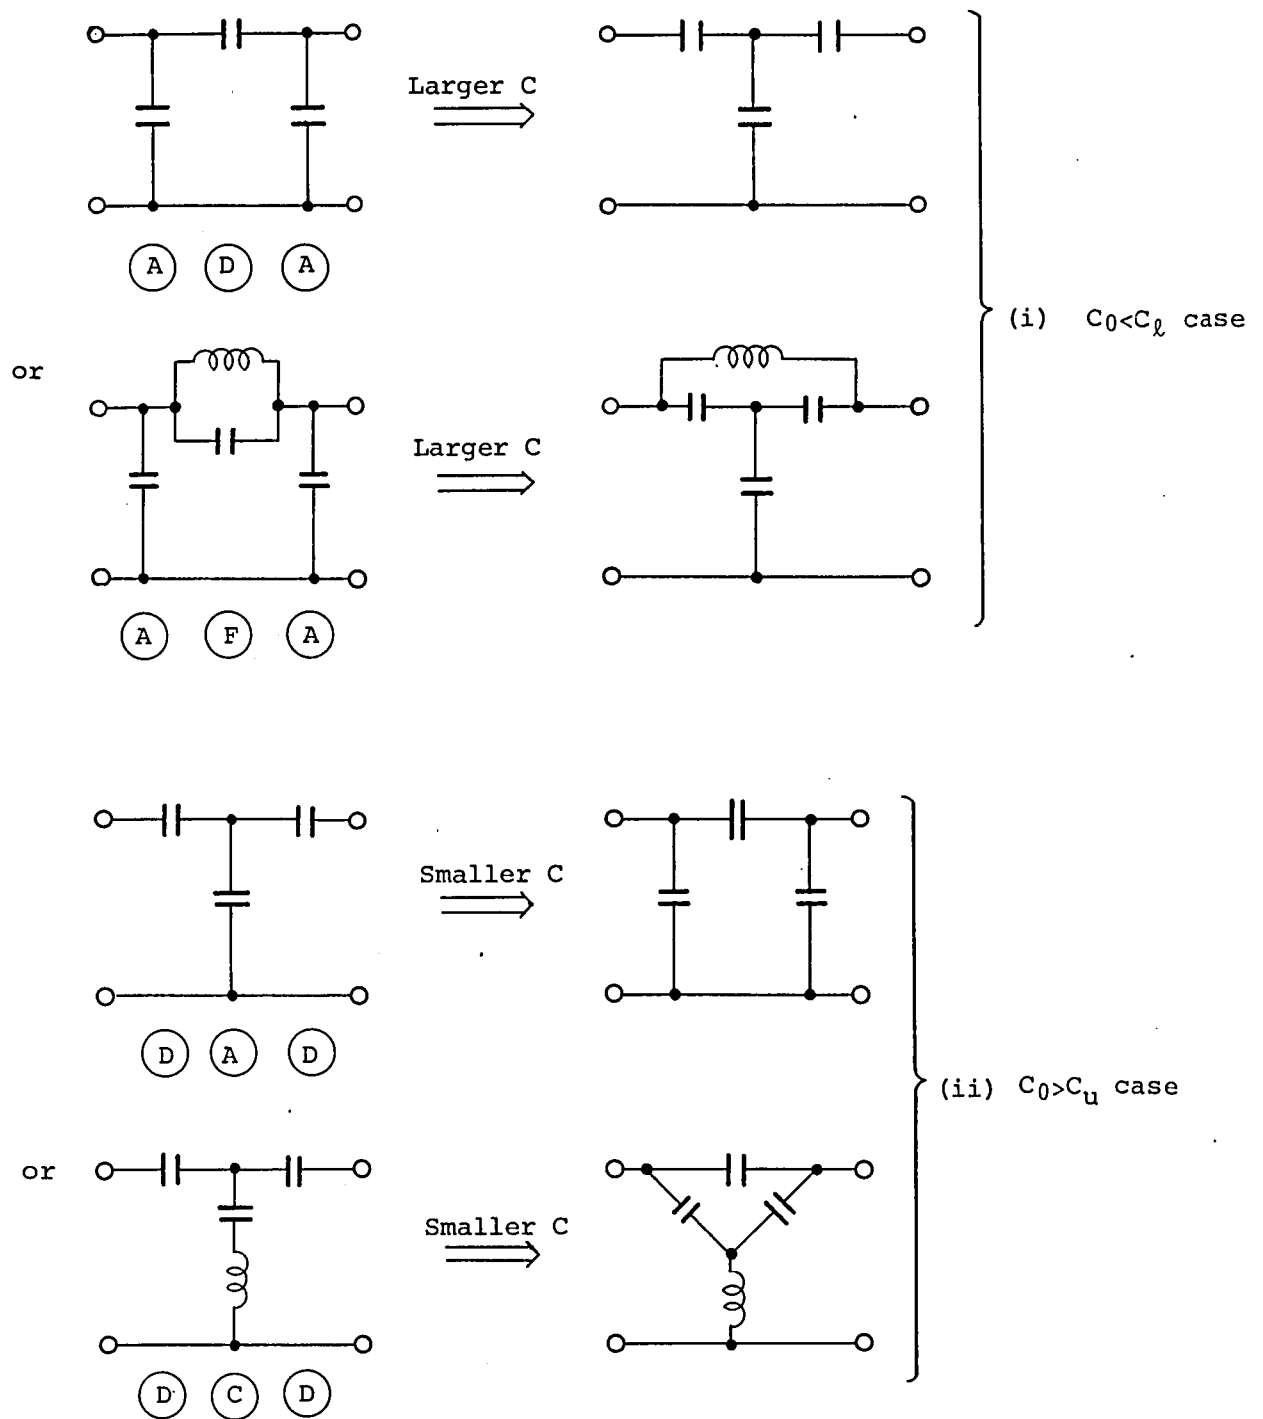 Larger C
A D A
(i) C₀<Cℓ case
or
Larger C
A F A
Smaller C
D A D
(ii) C₀>Cᵤ case
or
Smaller C
D C D